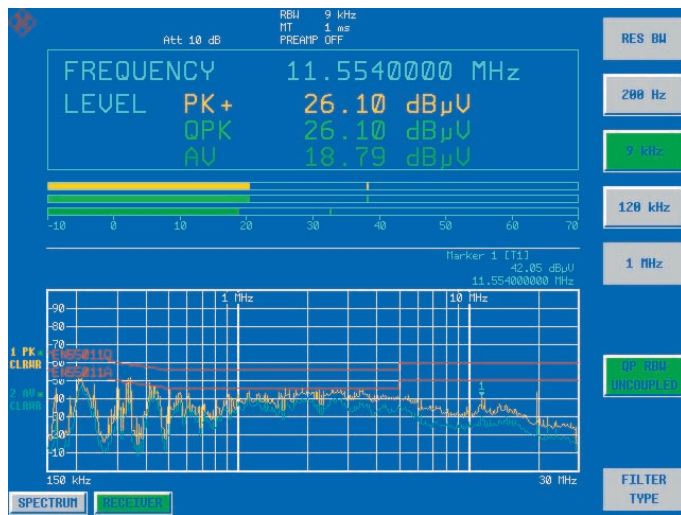 RBW 9 kHz
MT 1 ms
Att 10 dB PREAMP OFF
FREQUENCY 11.5540000 MHz
LEVEL PK+ 26.10 dBµV
QPK 26.10 dBµV
AV 18.79 dBµV
-10 0 10 20 30 40 50 60 70
Marker 1 [T1]
42.05 dBµV
11.554000000 MHz
1 MHz 10 MHz
90
80
70
1 PK*
CLRWR
EN55011Q
60
EN55011A
50
2 AV*
CLRWR
40
1
30
20
10
150 kHz 30 MHz
SPECTRUM RECEIVER
RES BW
200 Hz
9 kHz
120 kHz
1 MHz
QP RBW
UNCOUPLED
FILTER
TYPE